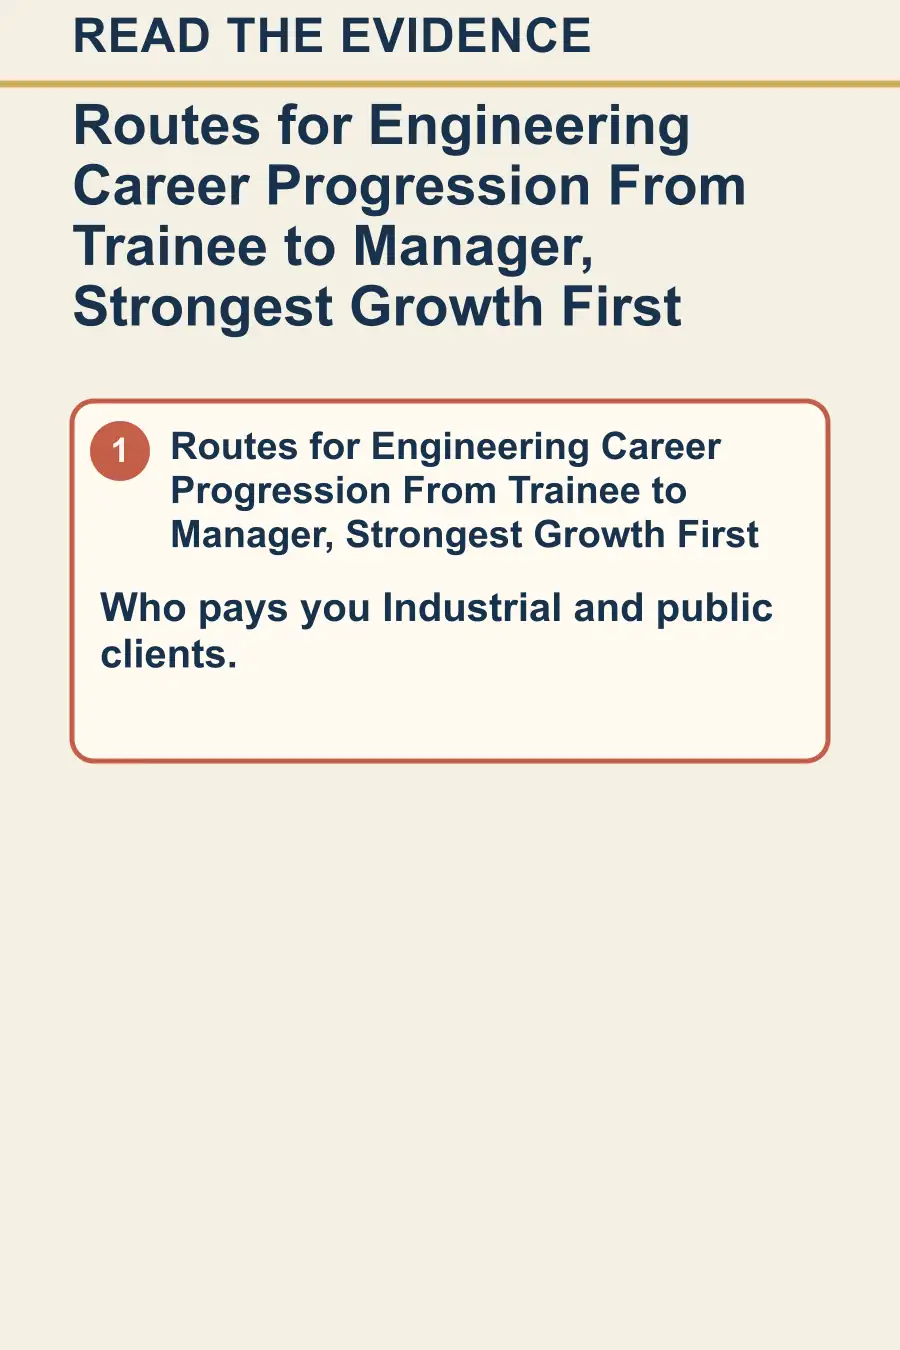 READ THE EVIDENCE
Routes for Engineering
Career Progression From
Trainee to Manager,
Strongest Growth First
1
Routes for Engineering Career
Progression From Trainee to
Manager, Strongest Growth First
Who pays you Industrial and public
clients.